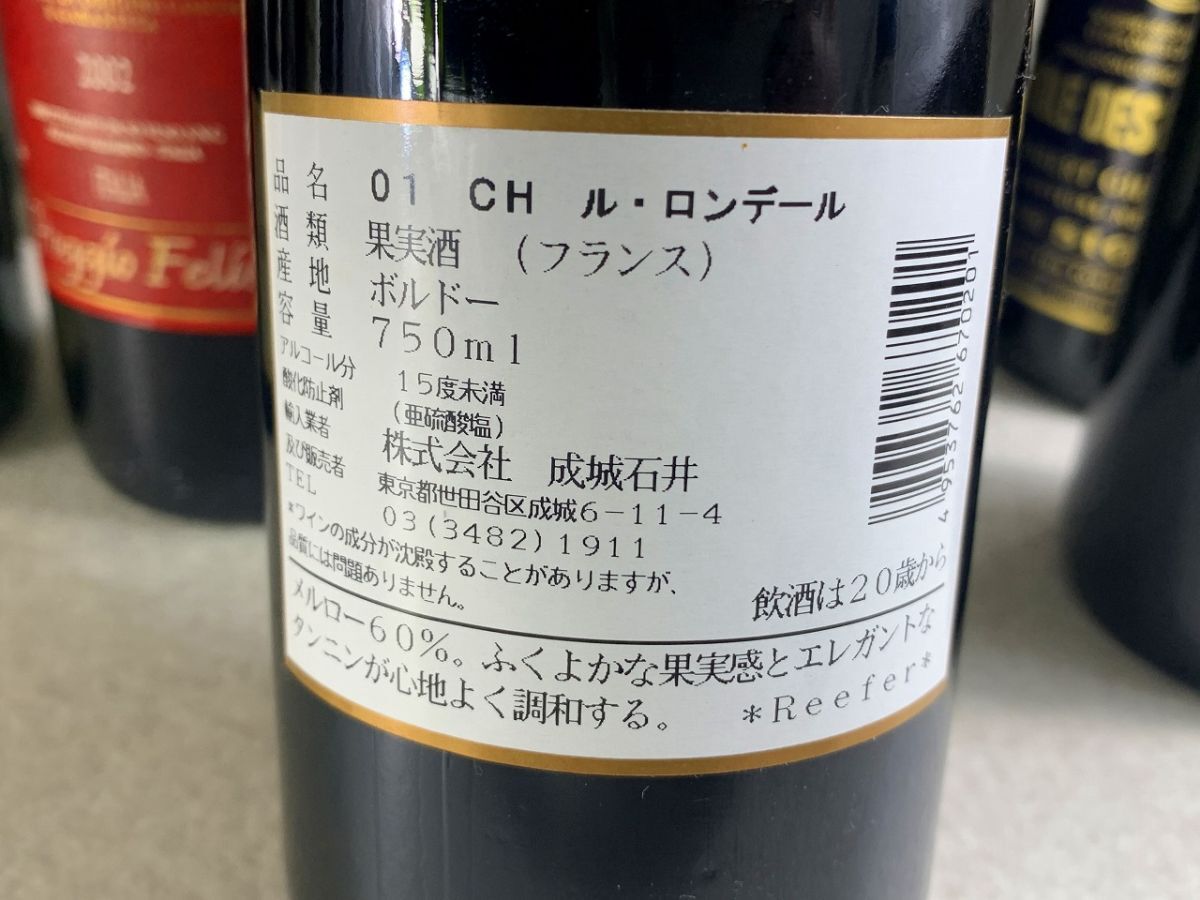 品名 01 CH ル・ロンデール
酒類 果実酒 (フランス)
産地 ボルドー
容量 750ml
アルコール分 15度未満
酸化防止剤 (亜硫酸塩)
輸入業者 株式会社 成城石井
及び販売者 東京都世田谷区成城6-11-4
TEL 03(3482)1911
*ワインの成分が沈殿することがありますが、
品質には問題ありません。
飲酒は20歳から
4 953762 670201
メルロー60%。ふくよかな果実感とエレガントな
タンニンが心地よく調和する。 *Reefer*
2002
ITALIA
Poggio